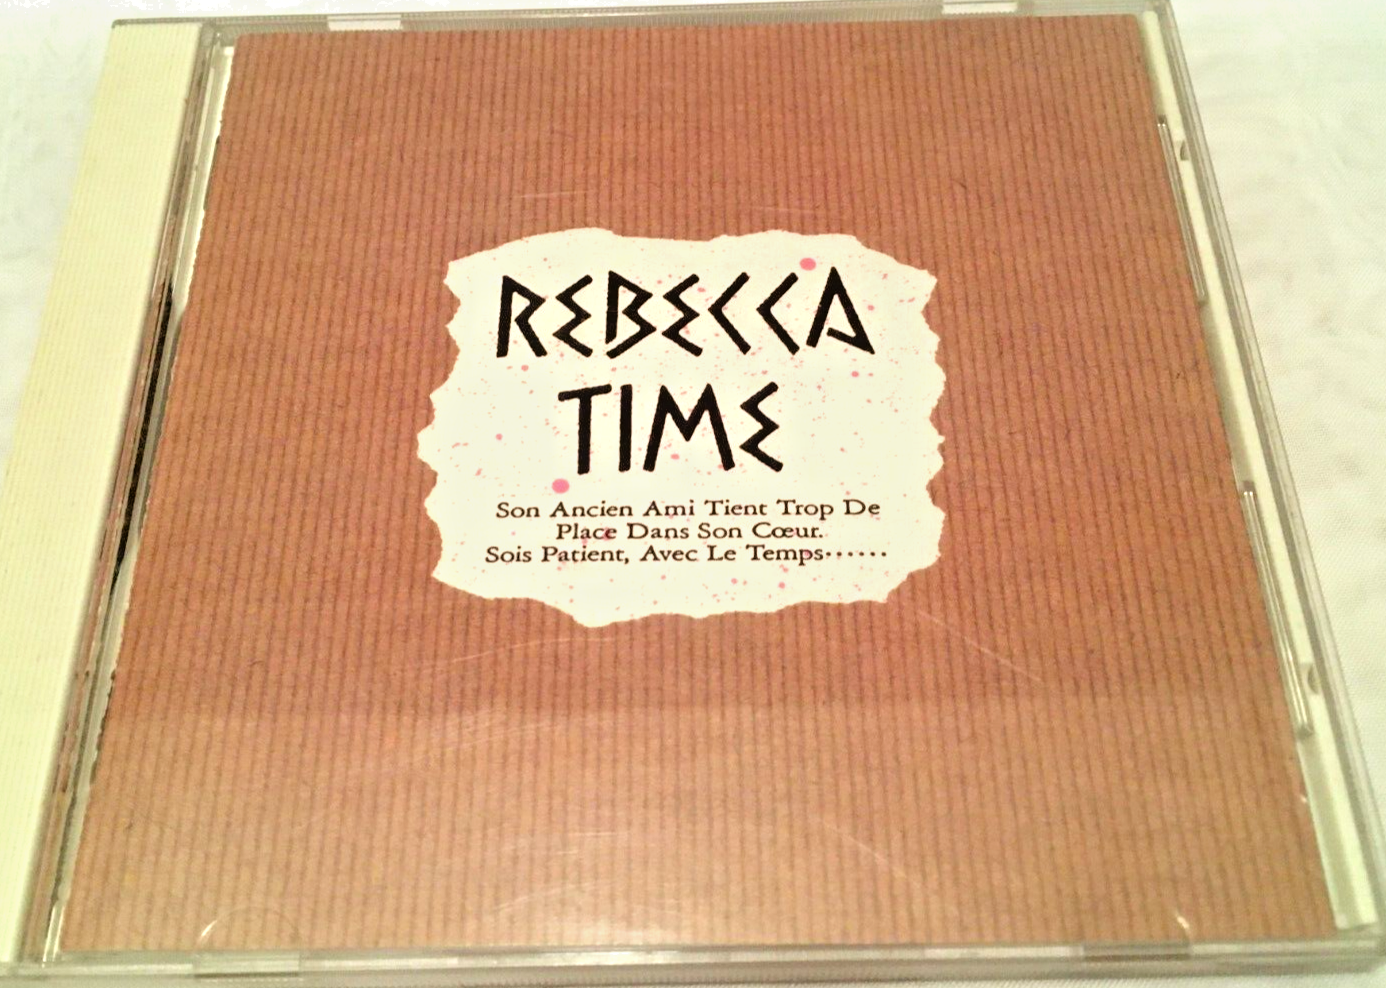 REBECCA
TIME
Son Ancien Ami Tient Trop De
Place Dans Son Cœur.
Sois Patient, Avec Le Temps······